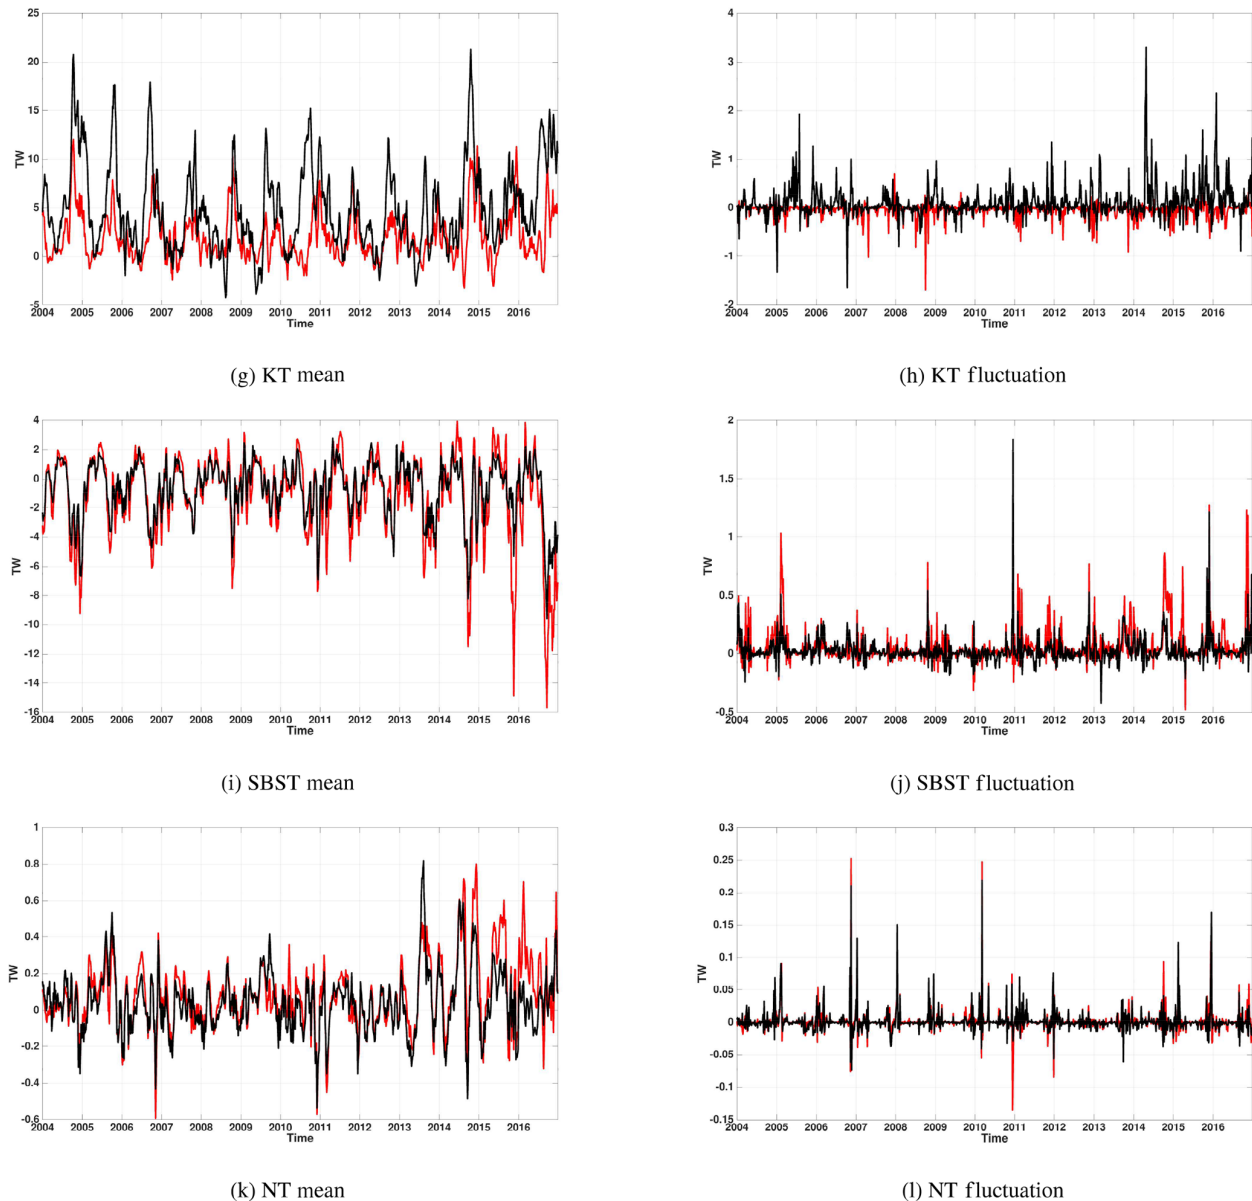 25
20
15
10
5
0
-5
TW
2004 2005 2006 2007 2008 2009 2010 2011 2012 2013 2014 2015 2016
Time
(g) KT mean
4
3
2
1
0
-1
-2
TW
2004 2005 2006 2007 2008 2009 2010 2011 2012 2013 2014 2015 2016
Time
(h) KT fluctuation
4
2
0
-2
-4
-6
-8
-10
-12
-14
-16
TW
2004 2005 2006 2007 2008 2009 2010 2011 2012 2013 2014 2015 2016
Time
(i) SBST mean
2
1.5
1
0.5
0
-0.5
TW
2004 2005 2006 2007 2008 2009 2010 2011 2012 2013 2014 2015 2016
Time
(j) SBST fluctuation
1
0.8
0.6
0.4
0.2
0
-0.2
-0.4
-0.6
TW
2004 2005 2006 2007 2008 2009 2010 2011 2012 2013 2014 2015 2016
Time
(k) NT mean
0.3
0.25
0.2
0.15
0.1
0.05
0
-0.05
-0.1
-0.15
TW
2004 2005 2006 2007 2008 2009 2010 2011 2012 2013 2014 2015 2016
Time
(l) NT fluctuation